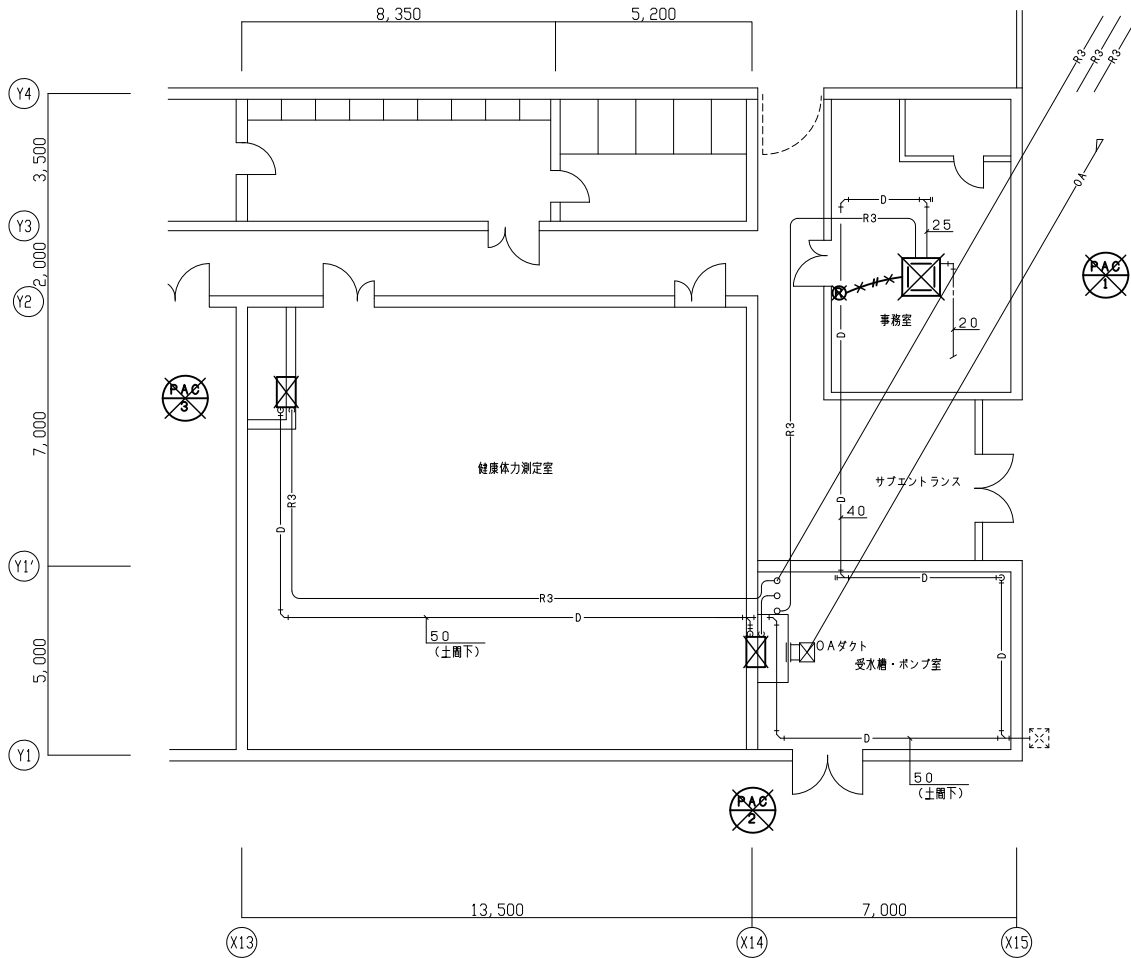 8,350
5,200
R3
R3
R3
Y4
3,500
OA
D
R3
25
Y3
2,000
PAC
1
Y2
事務室
20
D
PAC
3
R3
7,000
健康体力測定室
サブエントランス
R3
D
D
40
Y1'
D
R3
D
50
(土間下)
OAダクト
受水槽・ポンプ室
5,000
D
D
Y1
50
(土間下)
PAC
2
13,500
7,000
X13
X14
X15